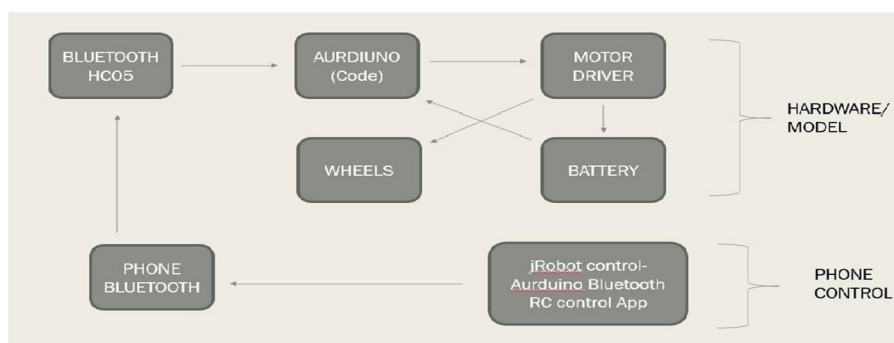 BLUETOOTH
HC05
AURDIUNO
(Code)
MOTOR
DRIVER
WHEELS
BATTERY
HARDWARE/
MODEL
PHONE
BLUETOOTH
jRobot control-
Aurduino Bluetooth
RC control App
PHONE
CONTROL